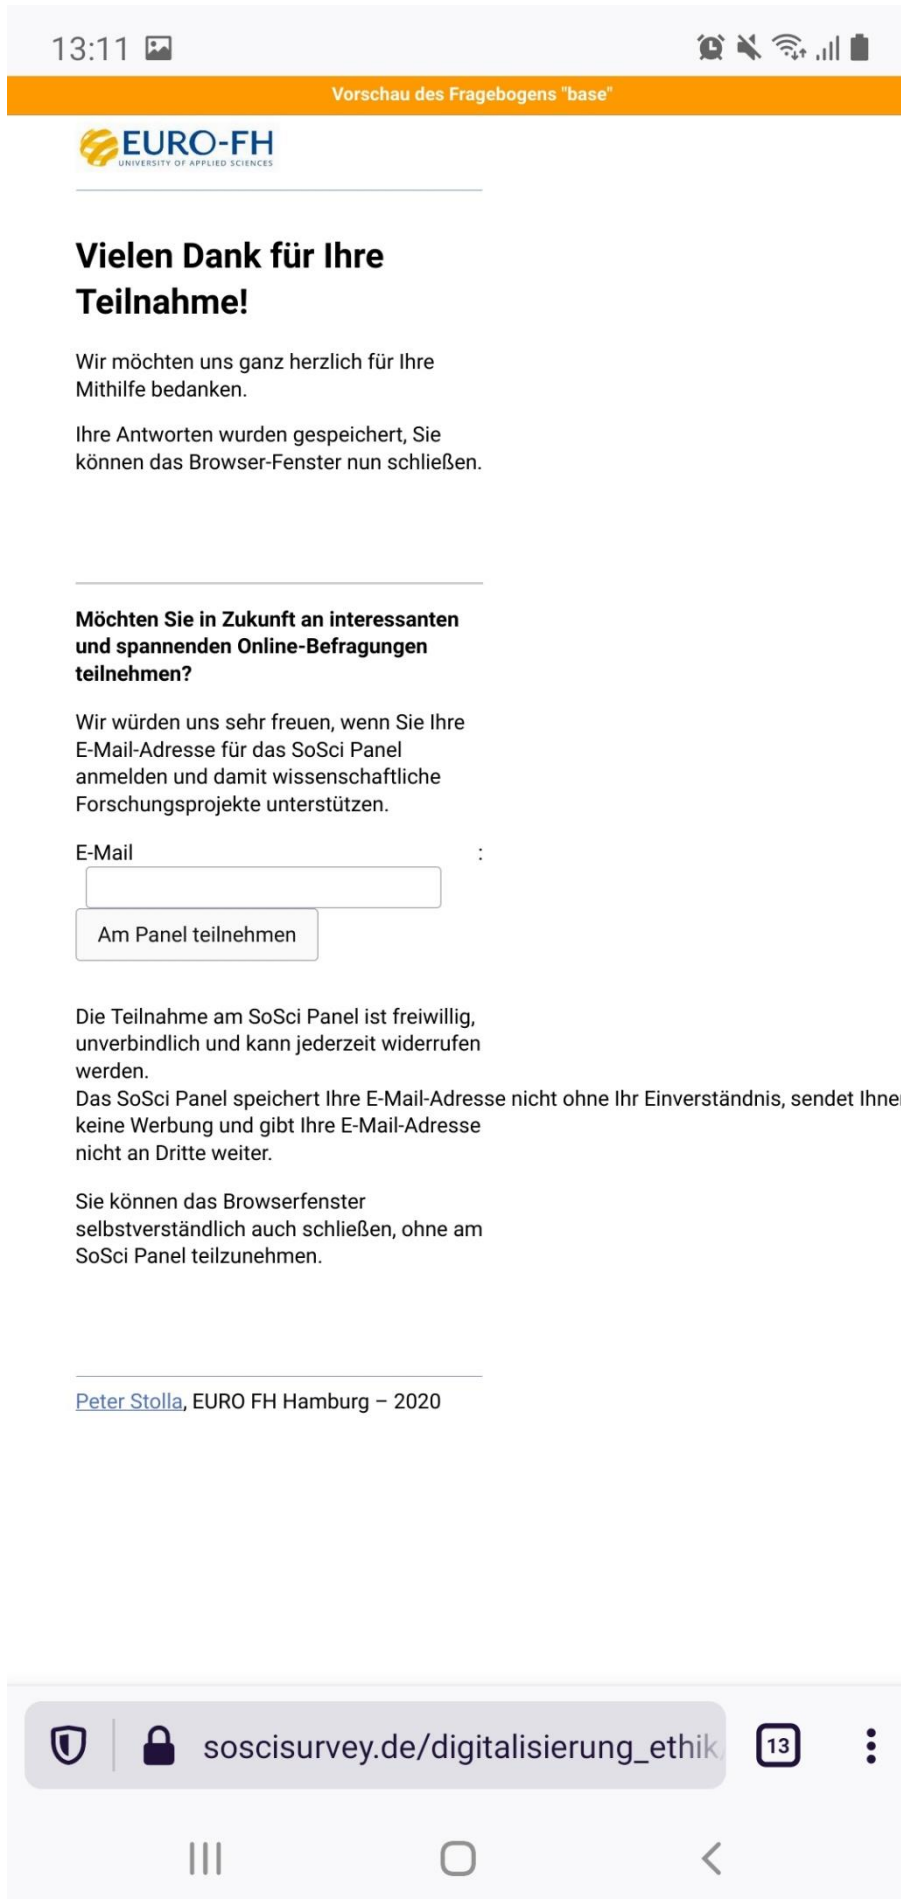 13:11
Vorschau des Fragebogens "base"
EURO-FH
UNIVERSITY OF APPLIED SCIENCES
Vielen Dank für Ihre
Teilnahme!
Wir möchten uns ganz herzlich für Ihre
Mithilfe bedanken.
Ihre Antworten wurden gespeichert, Sie
können das Browser-Fenster nun schließen.
Möchten Sie in Zukunft an interessanten
und spannenden Online-Befragungen
teilnehmen?
Wir würden uns sehr freuen, wenn Sie Ihre
E-Mail-Adresse für das SoSci Panel
anmelden und damit wissenschaftliche
Forschungsprojekte unterstützen.
E-Mail :
Am Panel teilnehmen
Die Teilnahme am SoSci Panel ist freiwillig,
unverbindlich und kann jederzeit widerrufen
werden.
Das SoSci Panel speichert Ihre E-Mail-Adresse nicht ohne Ihr Einverständnis, sendet Ihne
keine Werbung und gibt Ihre E-Mail-Adresse
nicht an Dritte weiter.
Sie können das Browserfenster
selbstverständlich auch schließen, ohne am
SoSci Panel teilzunehmen.
Peter Stolla, EURO FH Hamburg – 2020
soscisurvey.de/digitalisierung_ethik
13